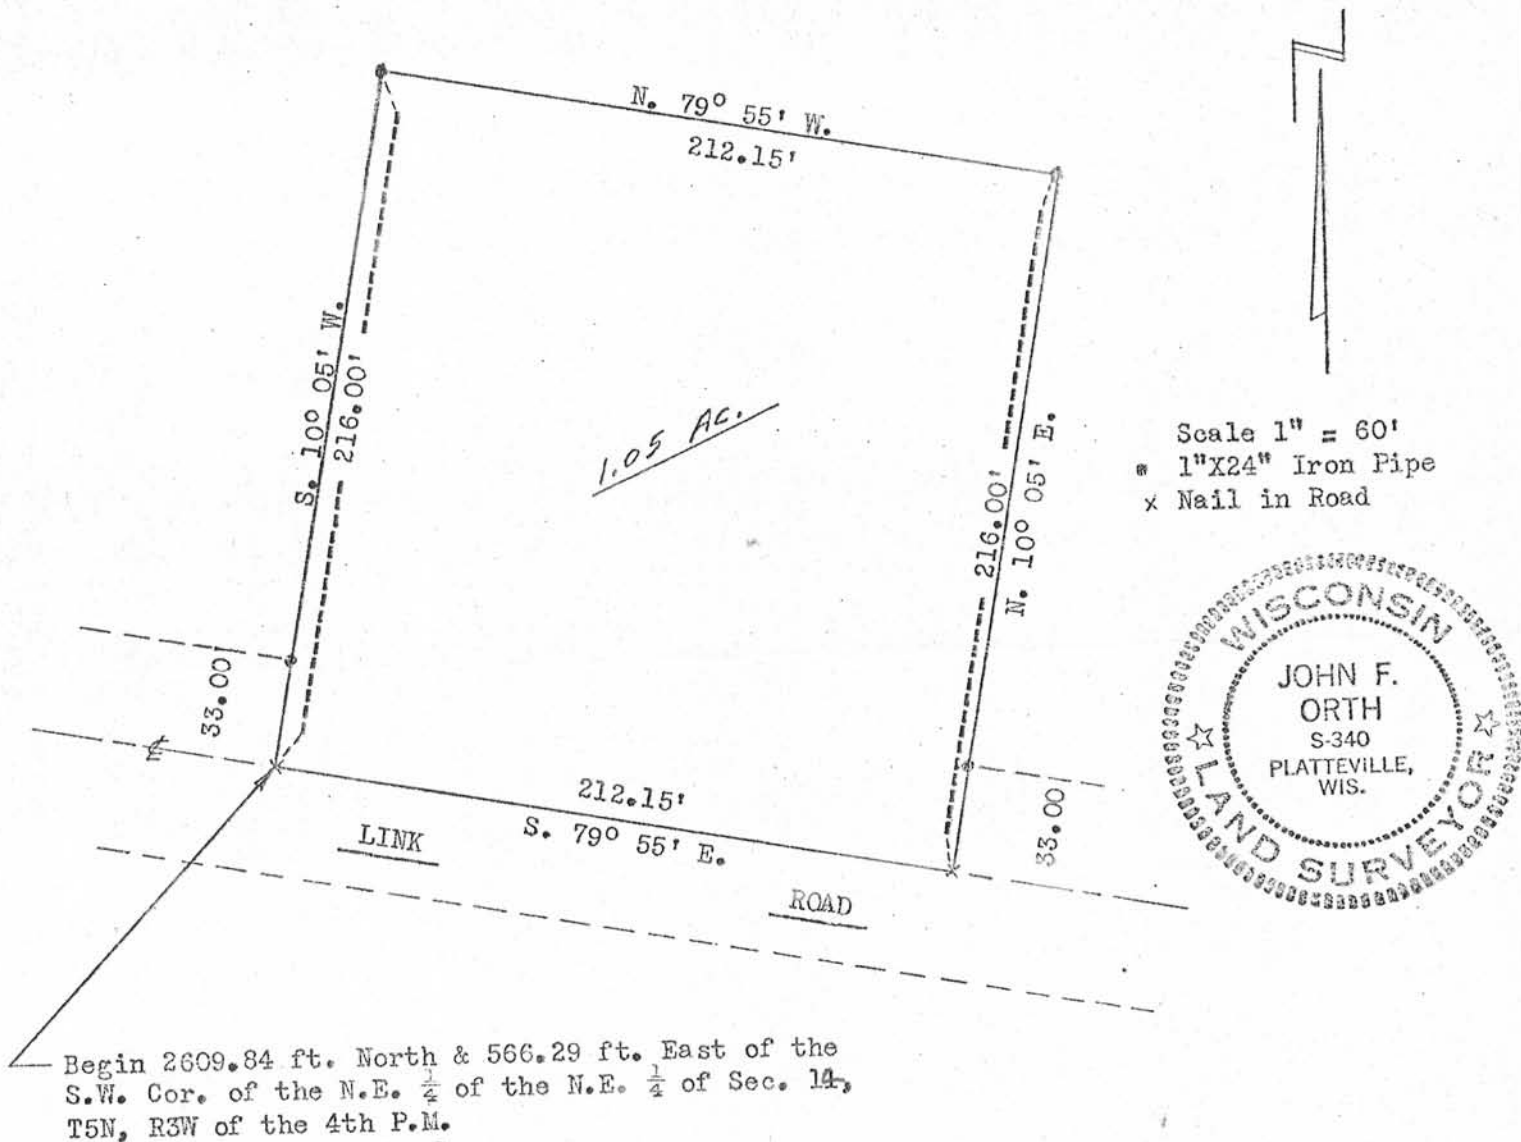 N. 79° 55' W.
212.15'
S. 10° 05' W.
216.00'
1.05 AC.
216.00'
N. 10° 05' E.
Scale 1" = 60'
1"X24" Iron Pipe
x Nail in Road
WISCONSIN
JOHN F.
ORTH
S-340
PLATTEVILLE,
WIS.
LAND SURVEYOR
33.00'
212.15'
S. 79° 55' E.
33.00'
LINK
ROAD
Begin 2609.84 ft. North & 566.29 ft. East of the
S.W. Cor. of the N.E. 1/4 of the N.E. 1/4 of Sec.
T5N, R3W of the 4th P.M.